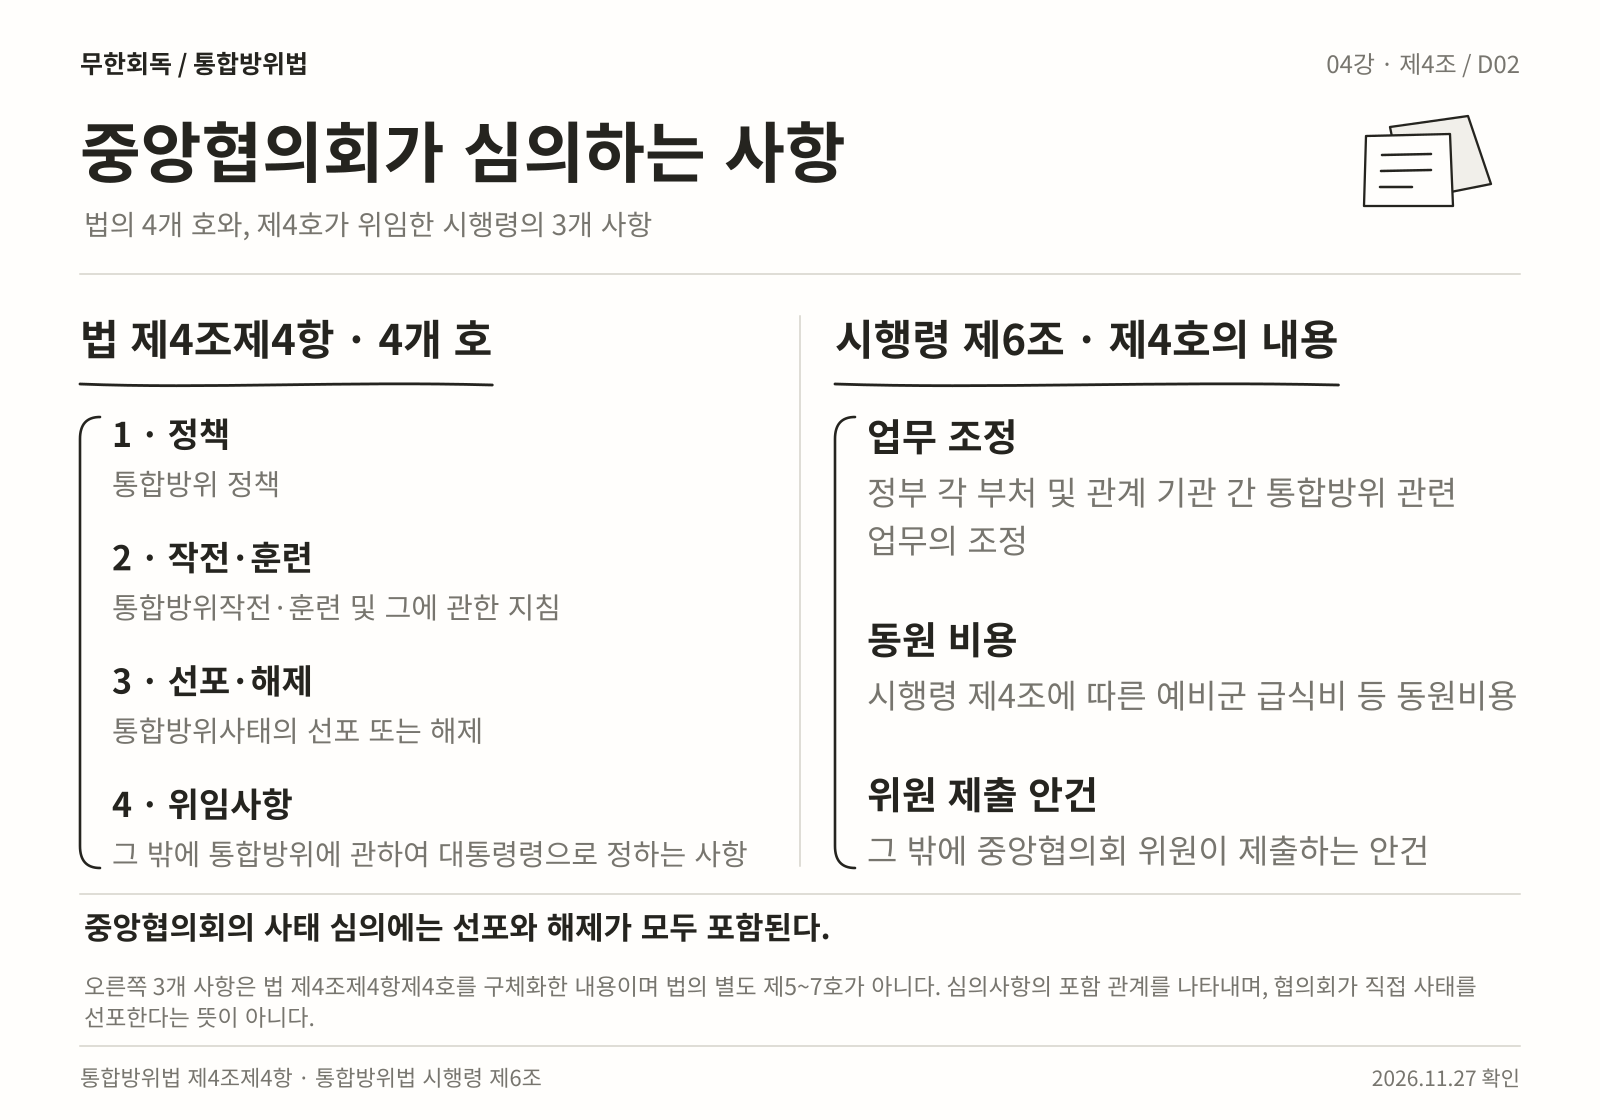 무한회독 / 통합방위법
04강 · 제4조 / D02
중앙협의회가 심의하는 사항
법의 4개 호와, 제4호가 위임한 시행령의 3개 사항
법 제4조제4항 · 4개 호
1 · 정책
통합방위 정책
2 · 작전·훈련
통합방위작전·훈련 및 그에 관한 지침
3 · 선포·해제
통합방위사태의 선포 또는 해제
4 · 위임사항
그 밖에 통합방위에 관하여 대통령령으로 정하는 사항
시행령 제6조 · 제4호의 내용
업무 조정
정부 각 부처 및 관계 기관 간 통합방위 관련
업무의 조정
동원 비용
시행령 제4조에 따른 예비군 급식비 등 동원비용
위원 제출 안건
그 밖에 중앙협의회 위원이 제출하는 안건
중앙협의회의 사태 심의에는 선포와 해제가 모두 포함된다.
오른쪽 3개 사항은 법 제4조제4항제4호를 구체화한 내용이며 법의 별도 제5~7호가 아니다. 심의사항의 포함 관계를 나타내며, 협의회가 직접 사태를
선포한다는 뜻이 아니다.
통합방위법 제4조제4항 · 통합방위법 시행령 제6조
2026.11.27 확인